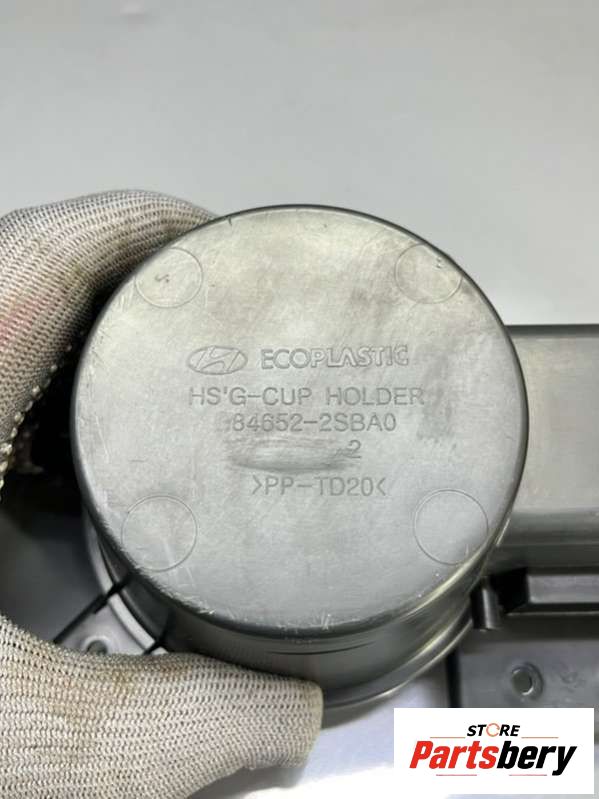 ECOPLASTIC
HS'G-CUP HOLDER
84652-2SBA0
2
>PP-TD20<
STORE
Partsbery